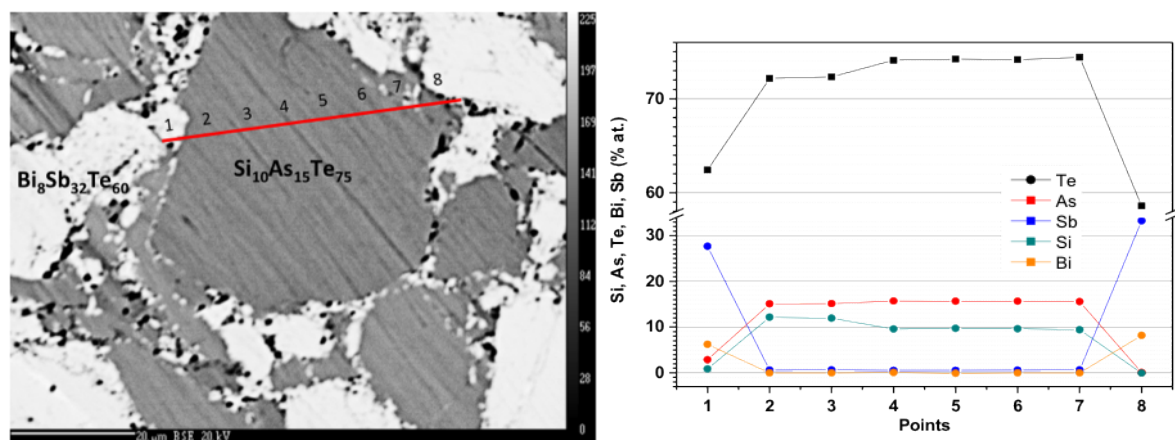 225
197
169
140
112
84
56
28
0
1 2 3 4 5 6 7 8
Bi₈Sb₃₂Te₆₀
Si₁₀As₁₅Te₇₅
20 μm BSE 20 kV
Si, As, Te, Bi, Sb (% at.)
70
60
30
20
10
0
Te
As
Sb
Si
Bi
1 2 3 4 5 6 7 8
Points